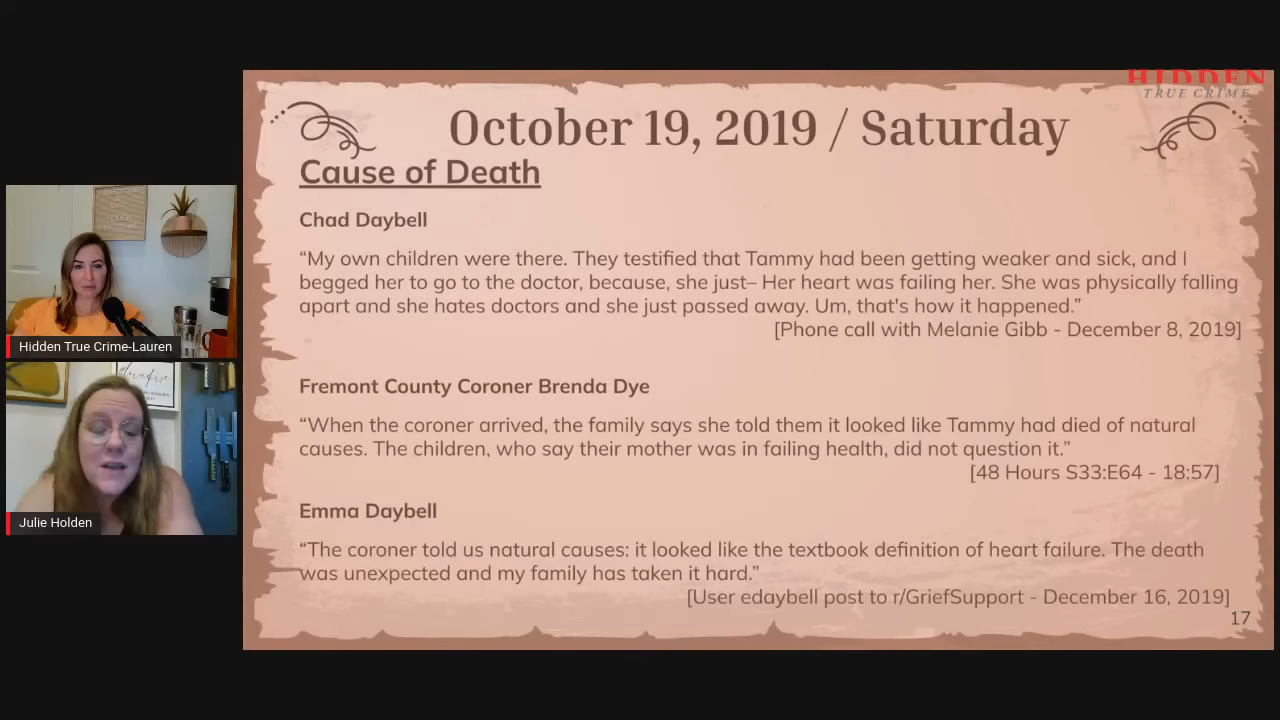 HIDDEN
TRUE CRIME
October 19, 2019 / Saturday
Cause of Death
Chad Daybell
“My own children were there. They testified that Tammy had been getting weaker and sick, and I
begged her to go to the doctor, because, she just– Her heart was failing her. She was physically falling
apart and she hates doctors and she just passed away. Um, that's how it happened.”
[Phone call with Melanie Gibb - December 8, 2019]
Fremont County Coroner Brenda Dye
“When the coroner arrived, the family says she told them it looked like Tammy had died of natural
causes. The children, who say their mother was in failing health, did not question it.”
[48 Hours S33:E64 - 18:57]
Emma Daybell
“The coroner told us natural causes: it looked like the textbook definition of heart failure. The death
was unexpected and my family has taken it hard.”
[User edaybell post to r/GriefSupport - December 16, 2019]
17
Hidden True Crime-Lauren
Julie Holden